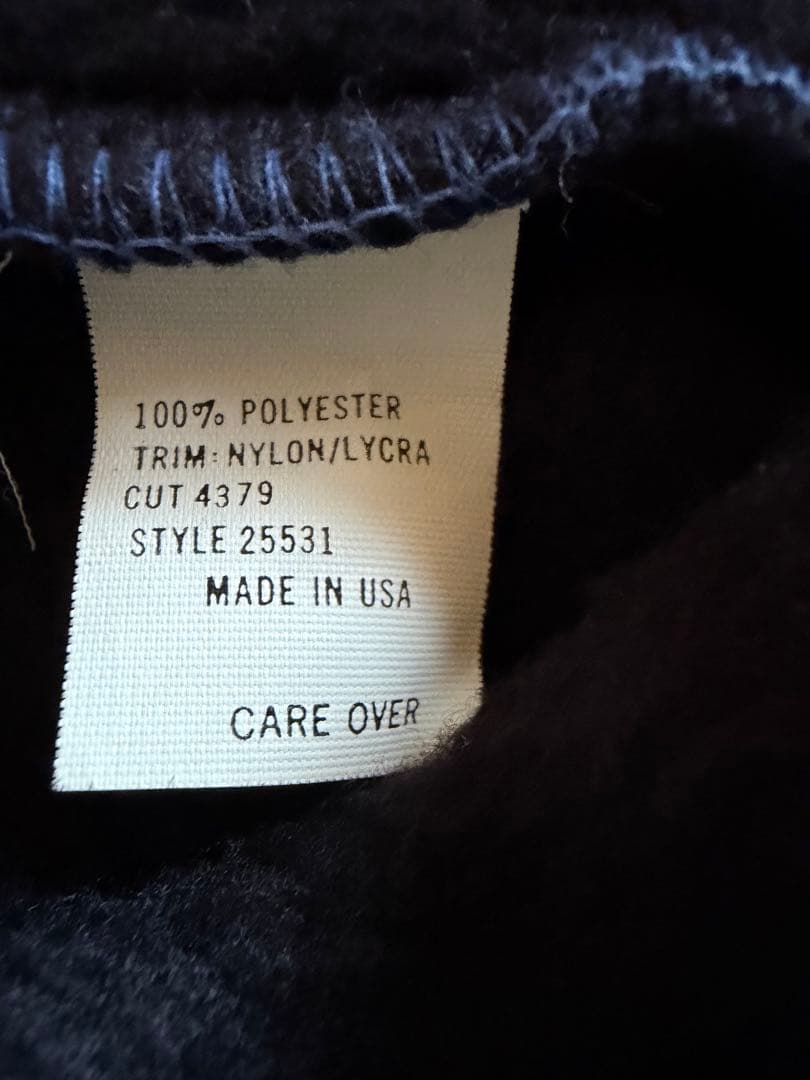 100% POLYESTER
TRIM: NYLON/LYCRA
CUT 4379
STYLE 25531
MADE IN USA
CARE OVER